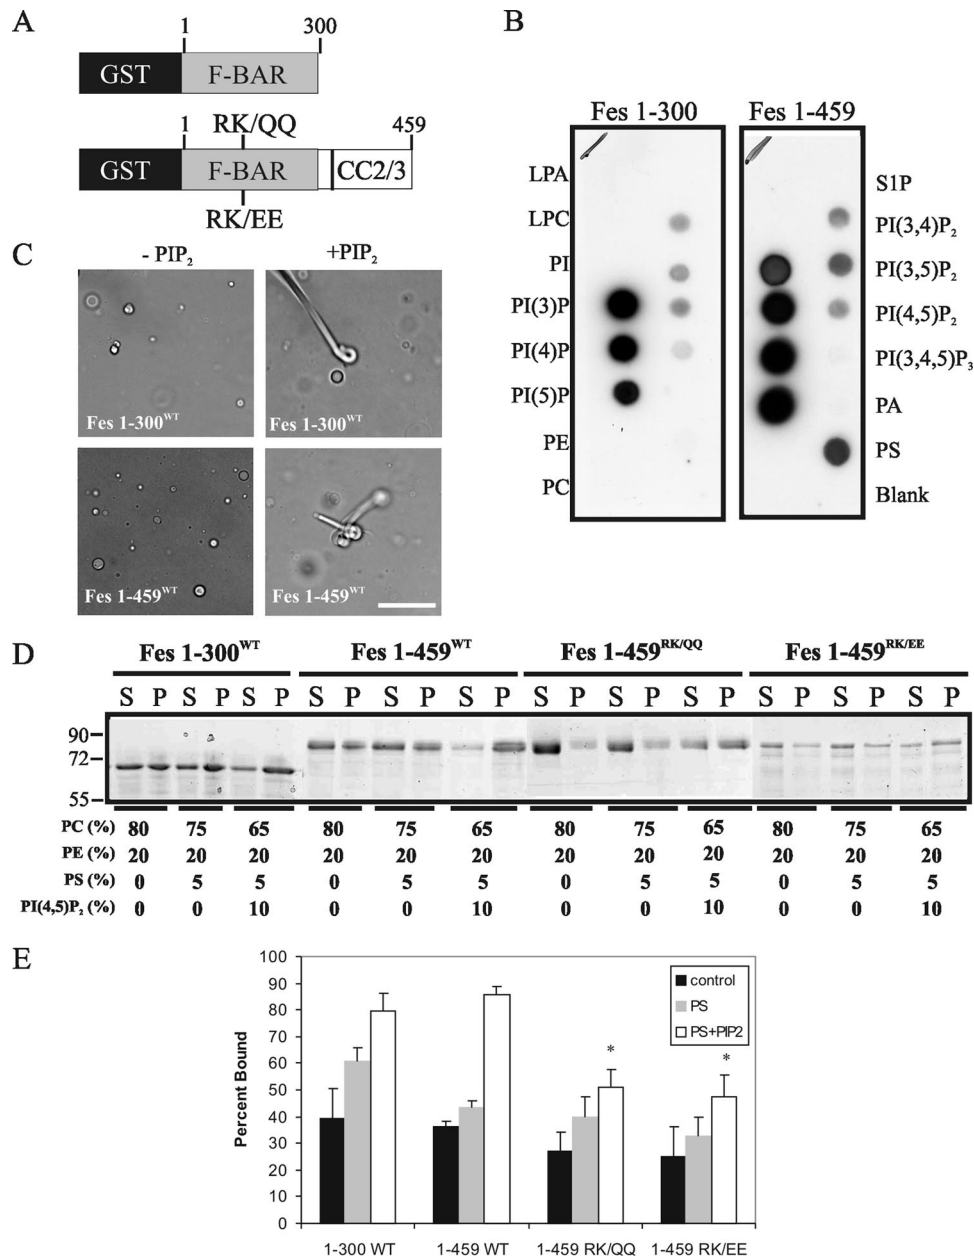 A
1 300
GST F-BAR
1 RK/QQ 459
GST F-BAR CC2/3
RK/EE
B
Fes 1-300 Fes 1-459
LPA
LPC
PI
PI(3)P
PI(4)P
PI(5)P
PE
PC
S1P
PI(3,4)P2
PI(3,5)P2
PI(4,5)P2
PI(3,4,5)P3
PA
PS
Blank
C
- PIP2 +PIP2
Fes 1-300WT Fes 1-300WT
Fes 1-459WT Fes 1-459WT
D
Fes 1-300WT Fes 1-459WT Fes 1-459RK/QQ Fes 1-459RK/EE
S P S P S P S P S P S P S P S P S P S P S P S P
90
72
55
PC (%) 80 75 65 80 75 65 80 75 65 80 75 65
PE (%) 20 20 20 20 20 20 20 20 20 20 20 20
PS (%) 0 5 5 0 5 5 0 5 5 0 5 5
PI(4,5)P2 (%) 0 0 10 0 0 10 0 0 10 0 0 10
E
Percent Bound
100
90
80
70
60
50
40
30
20
10
0
control
PS
PS+PIP2
* *
1-300 WT 1-459 WT 1-459 RK/QQ 1-459 RK/EE